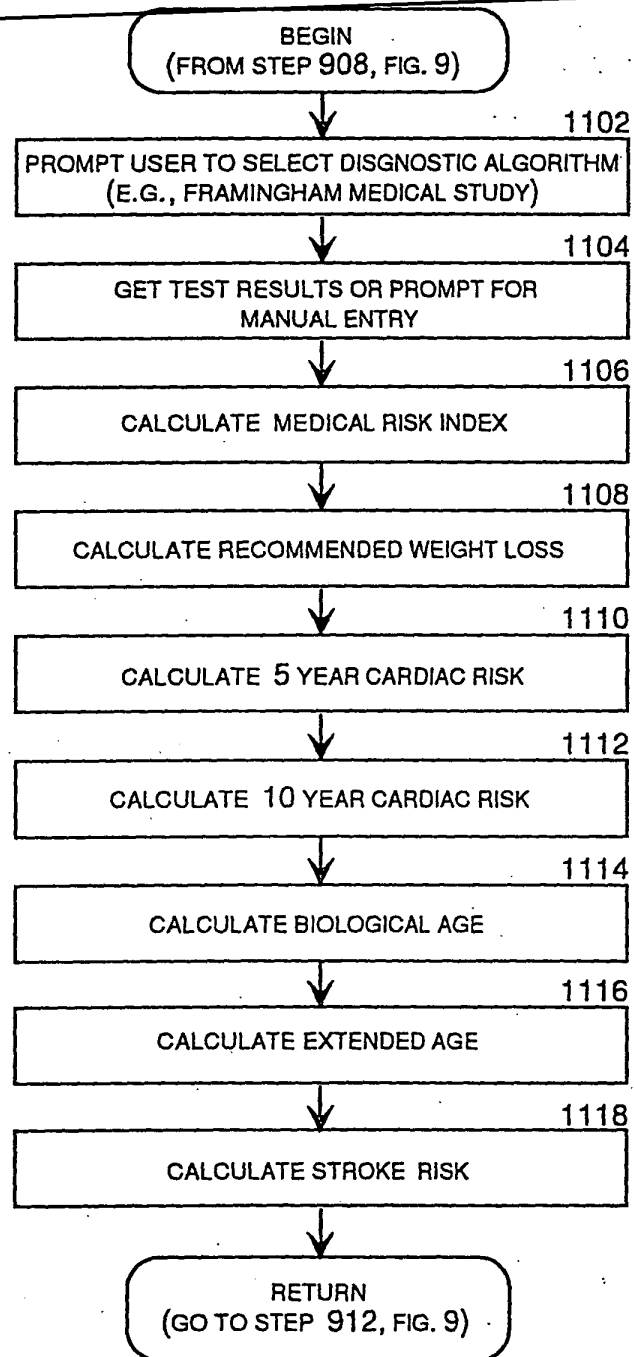 BEGIN
(FROM STEP 908, FIG. 9)
1102
PROMPT USER TO SELECT DISGNOSTIC ALGORITHM
(E.G., FRAMINGHAM MEDICAL STUDY)
1104
GET TEST RESULTS OR PROMPT FOR
MANUAL ENTRY
1106
CALCULATE MEDICAL RISK INDEX
1108
CALCULATE RECOMMENDED WEIGHT LOSS
1110
CALCULATE 5 YEAR CARDIAC RISK
1112
CALCULATE 10 YEAR CARDIAC RISK
1114
CALCULATE BIOLOGICAL AGE
1116
CALCULATE EXTENDED AGE
1118
CALCULATE STROKE RISK
RETURN
(GO TO STEP 912, FIG. 9)